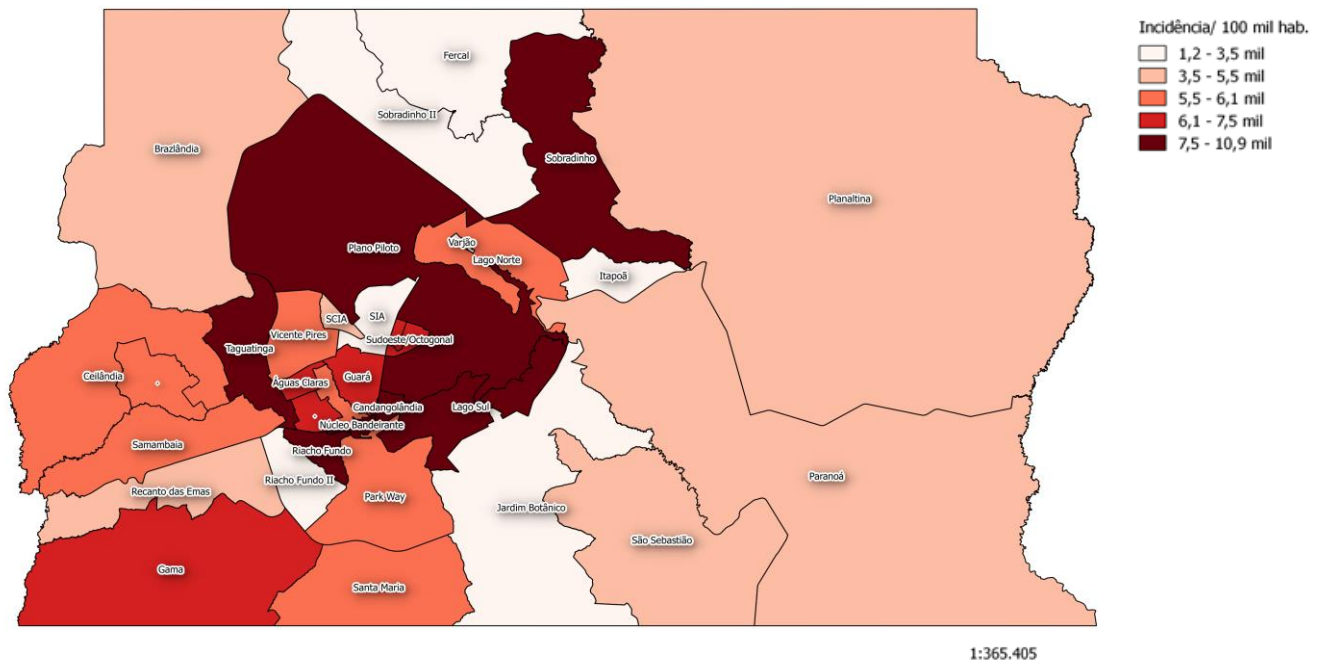 Incidência/ 100 mil hab.
1,2 - 3,5 mil
3,5 - 5,5 mil
5,5 - 6,1 mil
6,1 - 7,5 mil
7,5 - 10,9 mil
Fercal
Sobradinho II
Brazlândia
Sobradinho
Planaltina
Plano Piloto
Varjão
Lago Norte
Itapoã
SCIA
SIA
Vicente Pires
Sudoeste/Octogonal
Taguatinga
Ceilândia
Águas Claras
Guará
Candangolândia
Lago Sul
Núcleo Bandeirante
Samambaia
Riacho Fundo
Riacho Fundo II
Recanto das Emas
Park Way
Jardim Botânico
Paranoá
São Sebastião
Gama
Santa Maria
1:365.405